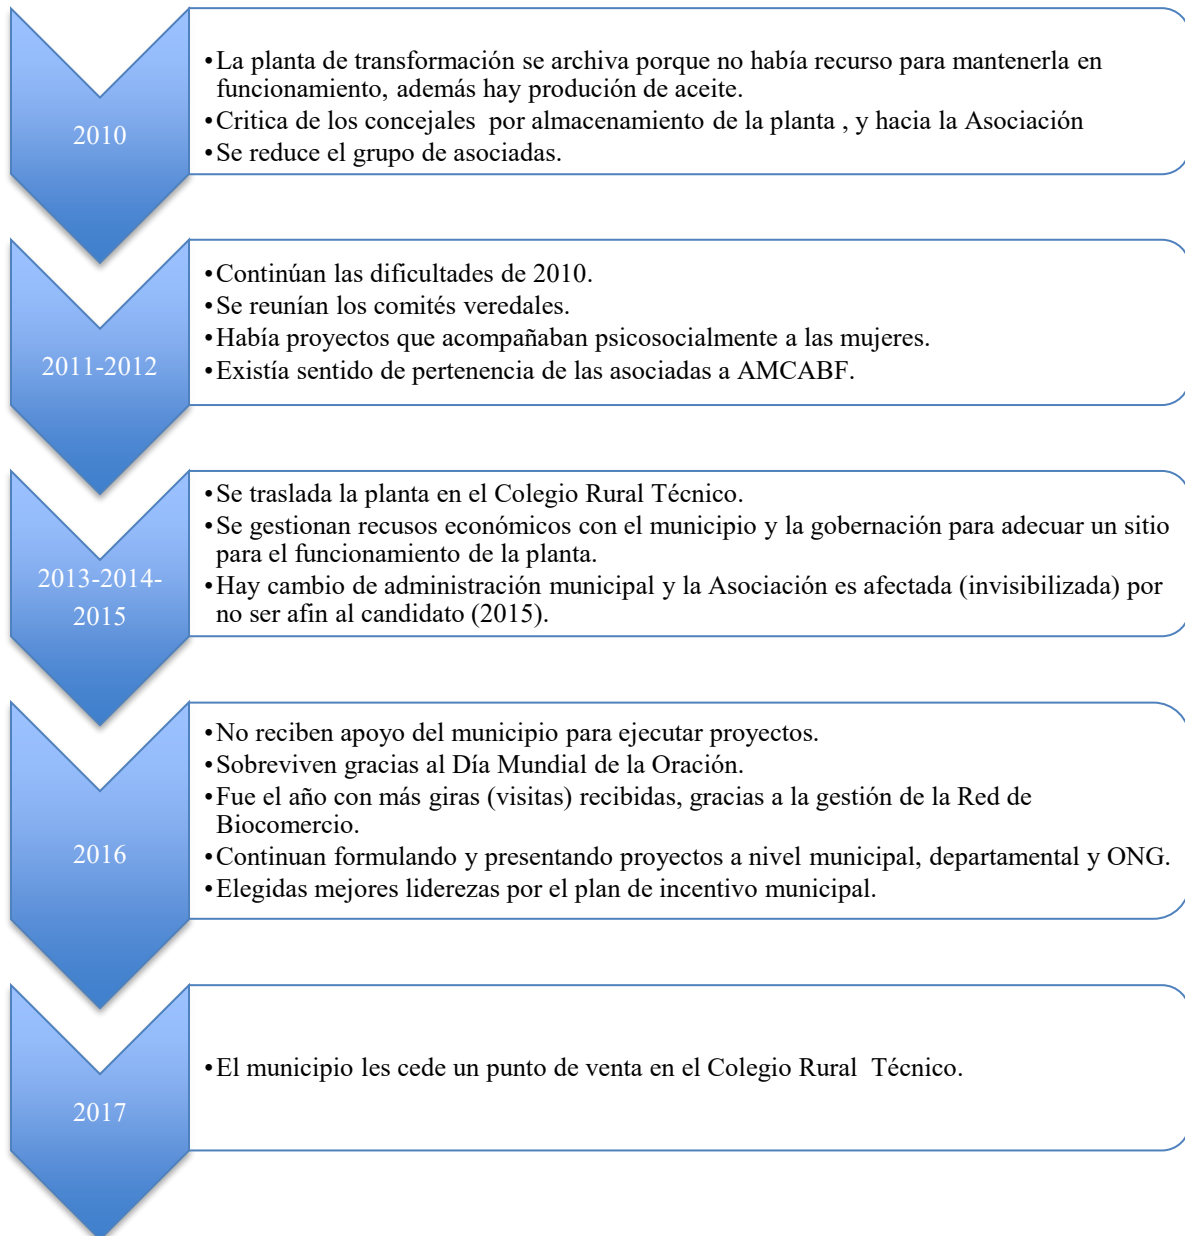 2010
•La planta de transformación se archiva porque no había recurso para mantenerla en
funcionamiento, además hay produción de aceite.
•Critica de los concejales por almacenamiento de la planta , y hacia la Asociación
•Se reduce el grupo de asociadas.
2011-2012
•Continúan las dificultades de 2010.
•Se reunían los comités veredales.
•Había proyectos que acompañaban psicosocialmente a las mujeres.
•Existía sentido de pertenencia de las asociadas a AMCABF.
2013-2014-
2015
•Se traslada la planta en el Colegio Rural Técnico.
•Se gestionan recusos económicos con el municipio y la gobernación para adecuar un sitio
para el funcionamiento de la planta.
•Hay cambio de administración municipal y la Asociación es afectada (invisibilizada) por
no ser afin al candidato (2015).
2016
•No reciben apoyo del municipio para ejecutar proyectos.
•Sobreviven gracias al Día Mundial de la Oración.
•Fue el año con más giras (visitas) recibidas, gracias a la gestión de la Red de
Biocomercio.
•Continuan formulando y presentando proyectos a nivel municipal, departamental y ONG.
•Elegidas mejores liderezas por el plan de incentivo municipal.
2017
•El municipio les cede un punto de venta en el Colegio Rural Técnico.